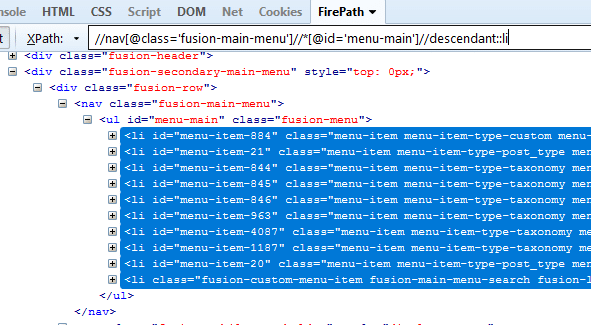 nsole HTML CSS Script DOM Net Cookies FirePath
XPath: //nav[@class='fusion-main-menu']//*[@id='menu-main']//descendant::li
<div class="fusion-header">
<div class="fusion-secondary-main-menu" style="top: 0px;">
<div class="fusion-row">
<nav class="fusion-main-menu">
<ul id="menu-main" class="fusion-menu">
<li id="menu-item-884" class="menu-item menu-item-type-custom menu-
<li id="menu-item-21" class="menu-item menu-item-type-post_type men
<li id="menu-item-844" class="menu-item menu-item-type-taxonomy men
<li id="menu-item-845" class="menu-item menu-item-type-taxonomy men
<li id="menu-item-846" class="menu-item menu-item-type-taxonomy men
<li id="menu-item-963" class="menu-item menu-item-type-taxonomy men
<li id="menu-item-4087" class="menu-item menu-item-type-taxonomy me
<li id="menu-item-1187" class="menu-item menu-item-type-taxonomy me
<li id="menu-item-20" class="menu-item menu-item-type-post_type men
<li class="fusion-custom-menu-item fusion-main-menu-search fusion-l
</ul>
</nav>